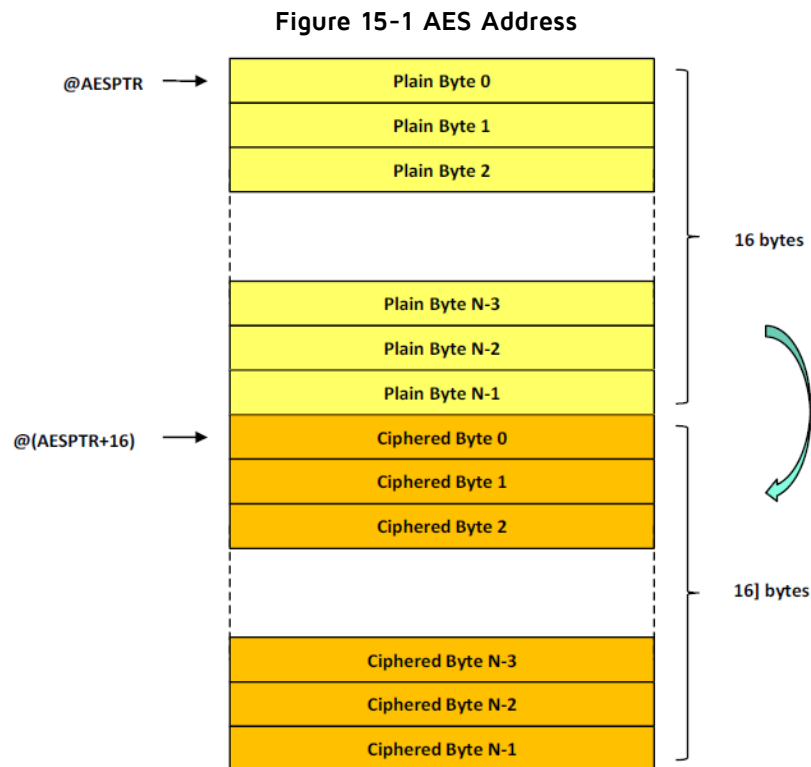 Figure 15-1 AES Address
@AESPTR
Plain Byte 0
Plain Byte 1
Plain Byte 2
16 bytes
Plain Byte N-3
Plain Byte N-2
Plain Byte N-1
@(AESPTR+16)
Ciphered Byte 0
Ciphered Byte 1
Ciphered Byte 2
16] bytes
Ciphered Byte N-3
Ciphered Byte N-2
Ciphered Byte N-1